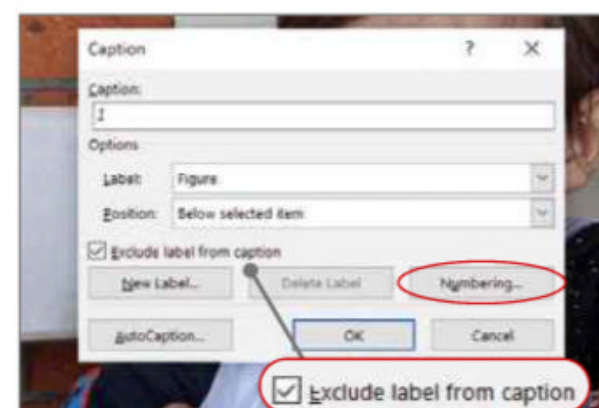 Caption ? ×
Caption:
1
Options
Label: Figure
Position: Below selected item
Exclude label from caption
New Label... Delete Label Numbering...
AutoCaption... OK Cancel
Exclude label from caption